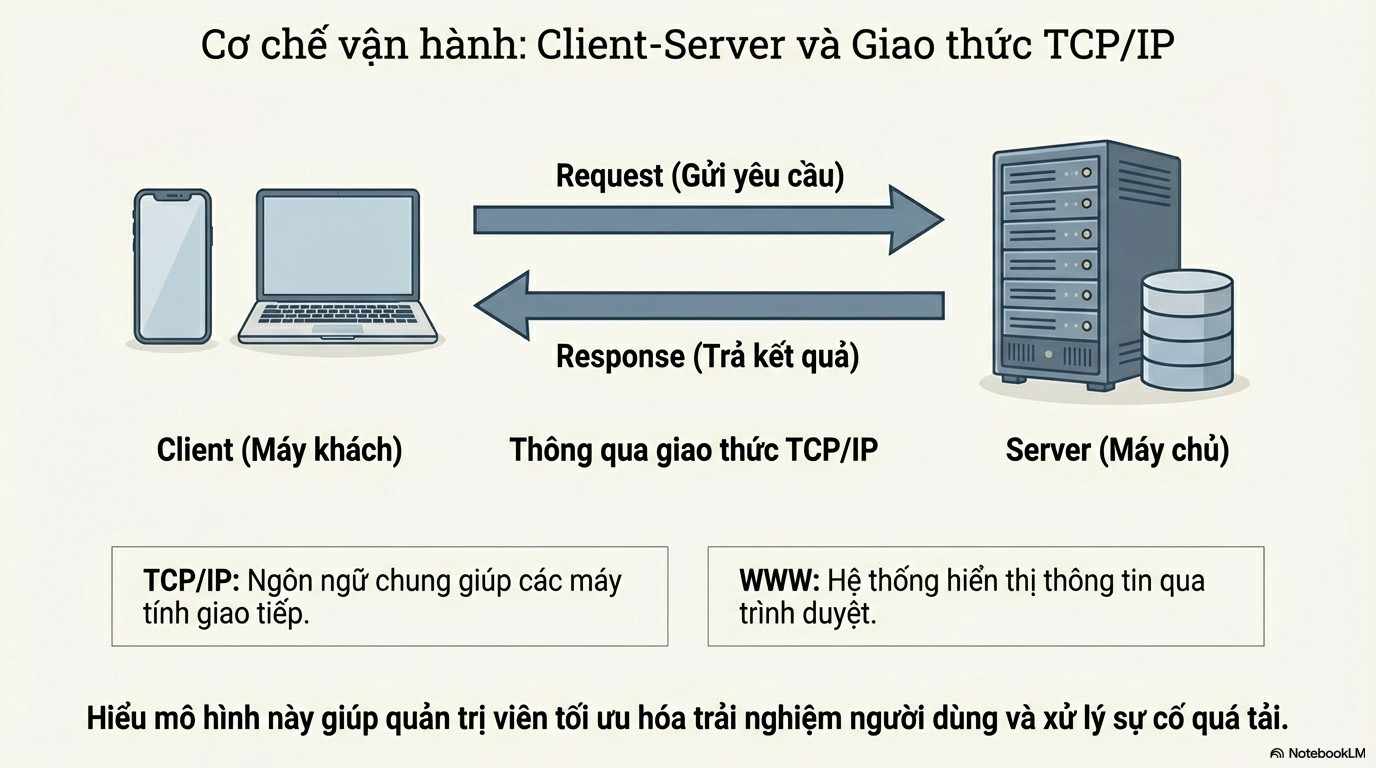 Cơ chế vận hành: Client-Server và Giao thức TCP/IP
Request (Gửi yêu cầu)
Response (Trả kết quả)
Client (Máy khách)
Thông qua giao thức TCP/IP
Server (Máy chủ)
TCP/IP: Ngôn ngữ chung giúp các máy
tính giao tiếp.
WWW: Hệ thống hiển thị thông tin qua
trình duyệt.
Hiểu mô hình này giúp quản trị viên tối ưu hóa trải nghiệm người dùng và xử lý sự cố quá tải.
NotebookLM